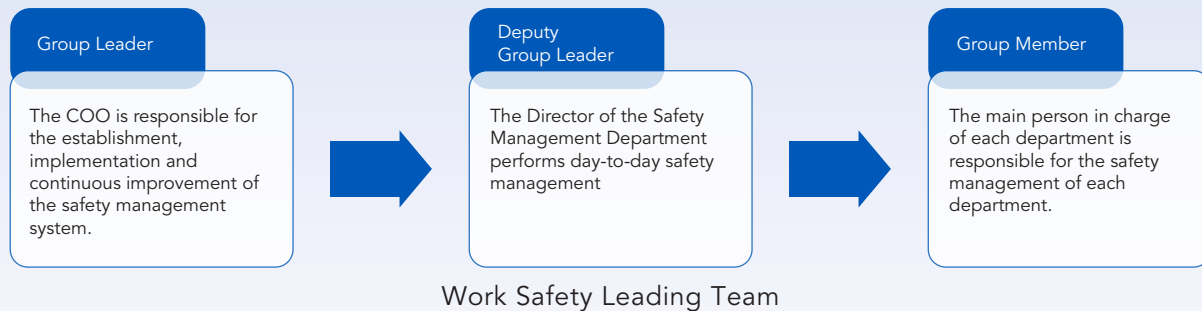 Group Leader
The COO is responsible for
the establishment,
implementation and
continuous improvement of
the safety management
system.
Deputy
Group Leader
The Director of the Safety
Management Department
performs day-to-day safety
management
Group Member
The main person in charge
of each department is
responsible for the safety
management of each
department.
Work Safety Leading Team